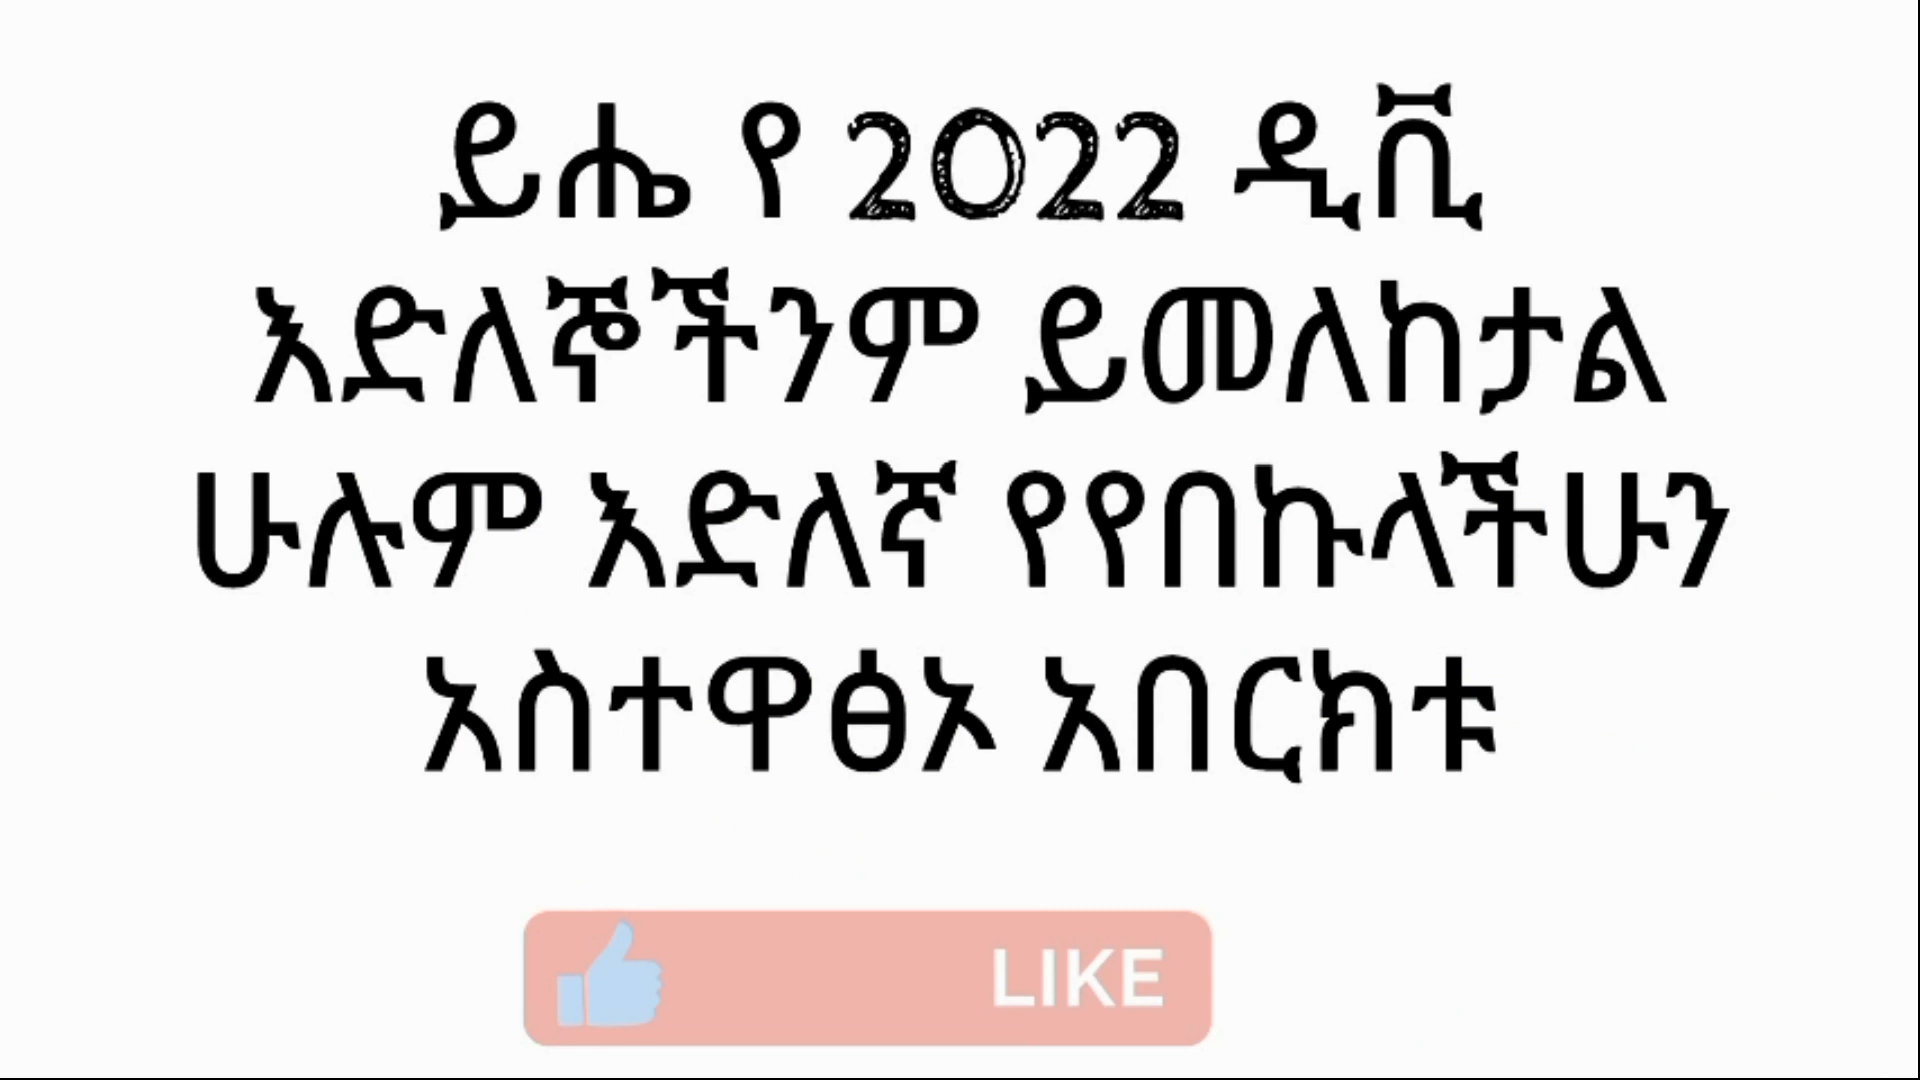 ይሔ የ 2022 ዲቪ
እድለኞችንም ይመለከታል
ሁሉም እድለኛ የየበኩላችሁን
አስተዋፅኦ አበርክቱ
LIKE